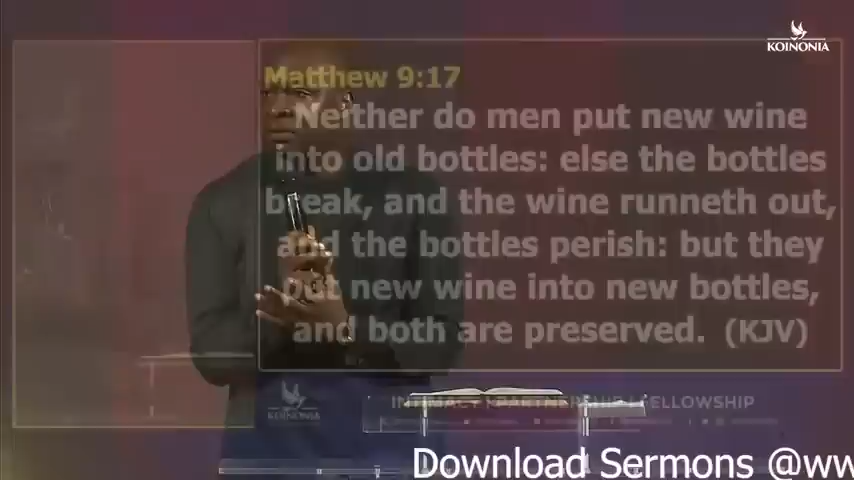 KOINONIA
Matthew 9:17
Neither do men put new wine
into old bottles: else the bottles
break, and the wine runneth out,
and the bottles perish: but they
put new wine into new bottles,
and both are preserved. (KJV)
KOINONIA
INTIMACY | PARTNERSHIP | FELLOWSHIP
Download Sermons @ww